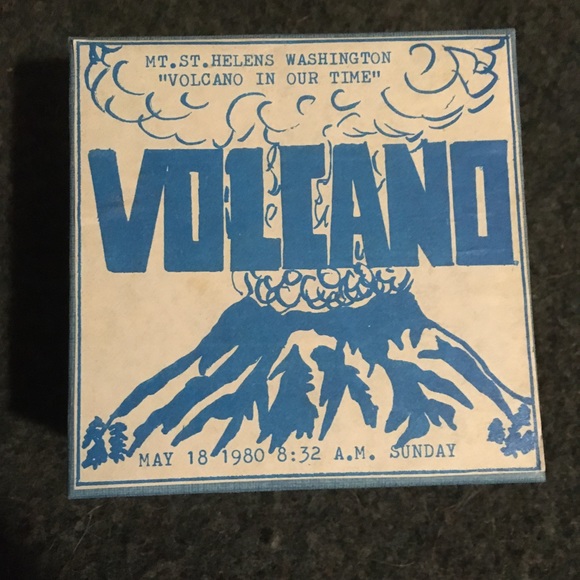 MT.ST.HELENS WASHINGTON
"VOLCANO IN OUR TIME"
VOLCANO
MAY 18 1980 8:32 A.M. SUNDAY